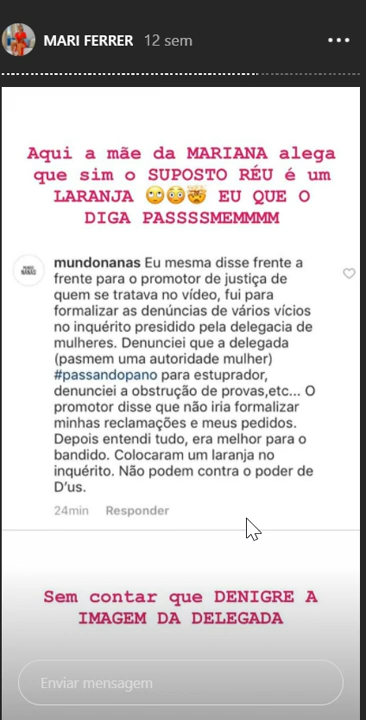 MARI FERRER 12 sem
Aqui a mãe da MARIANA alega
que sim o SUPOSTO RÉU é um
LARANJA 🙄😳🤯 EU QUE O
DIGA PASSSSMEMMMM
mundonanas Eu mesma disse frente a
frente para o promotor de justiça de
quem se tratava no vídeo, fui para
formalizar as denúncias de vários vícios
no inquérito presidido pela delegacia de
mulheres. Denunciei que a delegada
(pasmem uma autoridade mulher)
#passandopano para estuprador,
denunciei a obstrução de provas,etc... O
promotor disse que não iria formalizar
minhas reclamações e meus pedidos.
Depois entendi tudo, era melhor para o
bandido. Colocaram um laranja no
inquérito. Não podem contra o poder de
D'us.
24min Responder
Sem contar que DENIGRE A
IMAGEM DA DELEGADA
Enviar mensagem